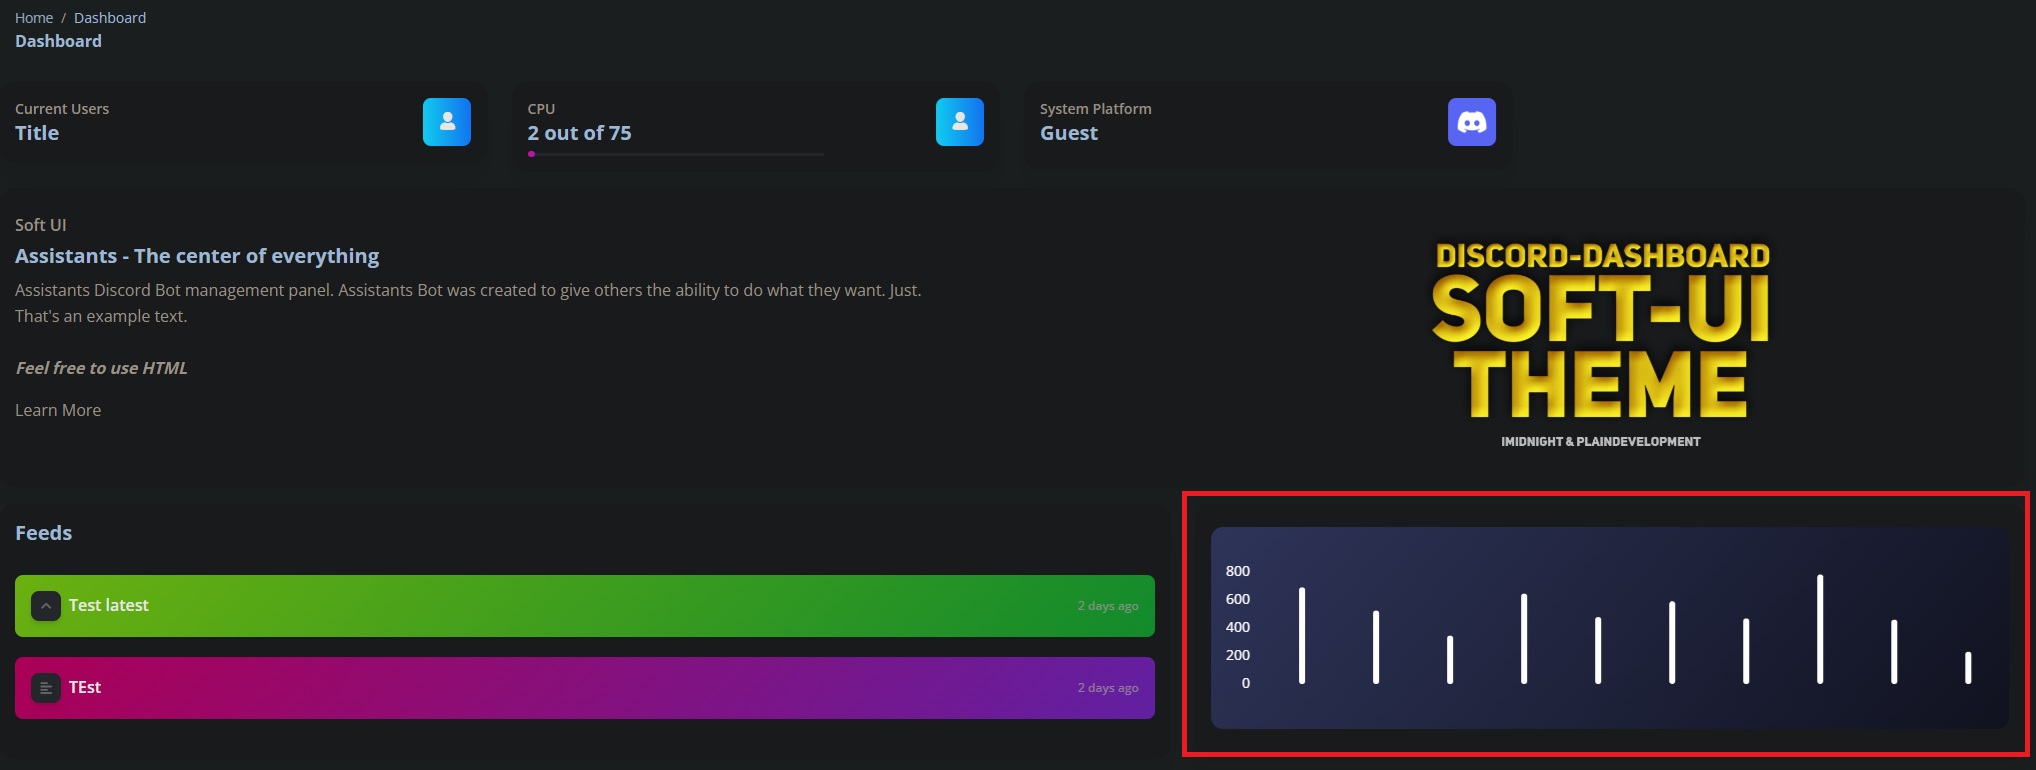 Home / Dashboard
Dashboard
Current Users
Title
CPU
2 out of 75
System Platform
Guest
Soft UI
Assistants - The center of everything
Assistants Discord Bot management panel. Assistants Bot was created to give others the ability to do what they want. Just.
That's an example text.
Feel free to use HTML
Learn More
DISCORD-DASHBOARD
SOFT-UI
THEME
IMIDNIGHT & PLAINDEVELOPMENT
Feeds
Test latest 2 days ago
TEst 2 days ago
800
600
400
200
0